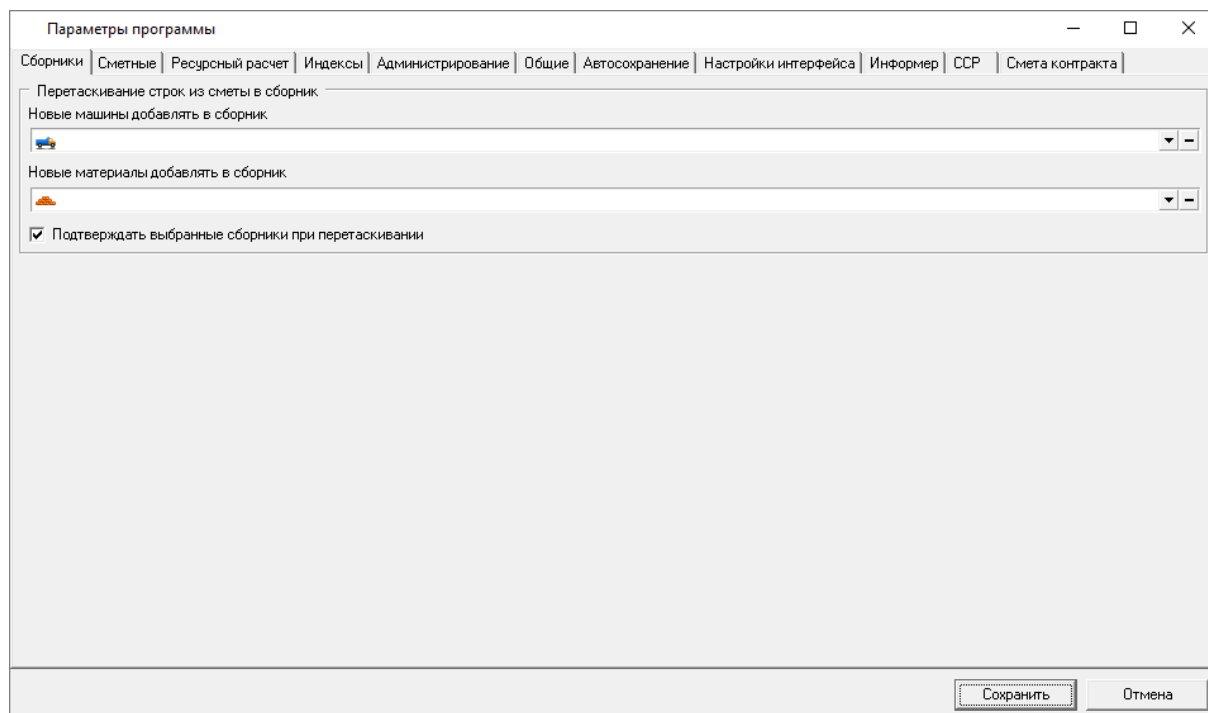 Параметры программы
Сборники Сметные Ресурсный расчет Индексы Администрирование Общие Автосохранение Настройки интерфейса Информер ССР Смета контракта
Перетаскивание строк из сметы в сборник
Новые машины добавлять в сборник
Новые материалы добавлять в сборник
Подтверждать выбранные сборники при перетаскивании
Сохранить Отмена